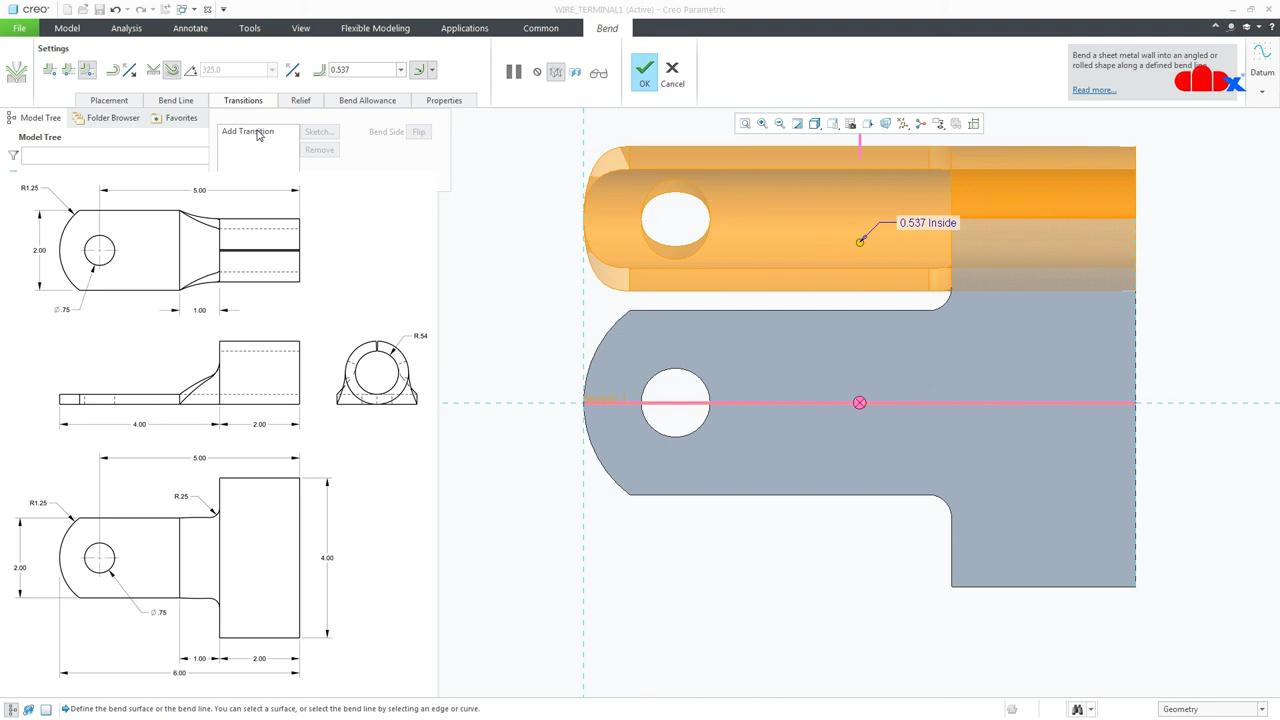 creo
WIRE_TERMINAL1 (Active) - Creo Parametric
File Model Analysis Annotate Tools View Flexible Modeling Applications Common Bend
Settings
325.0
0.537
OK
Cancel
Bend a sheet metal wall into an angled or
rolled shape along a defined bend line.
Read more...
Datum
Placement Bend Line Transitions Relief Bend Allowance Properties
Model Tree Folder Browser Favorites
Model Tree
Add Transition
Sketch...
Bend Side Flip
Remove
R1.25
5.00
2.00
Ø.75
1.00
R.54
4.00
2.00
5.00
R1.25
R.25
2.00
4.00
Ø.75
1.00
2.00
6.00
0.537 Inside
Define the bend surface or the bend line. You can select a surface, or select the bend line by selecting an edge or curve.
Geometry